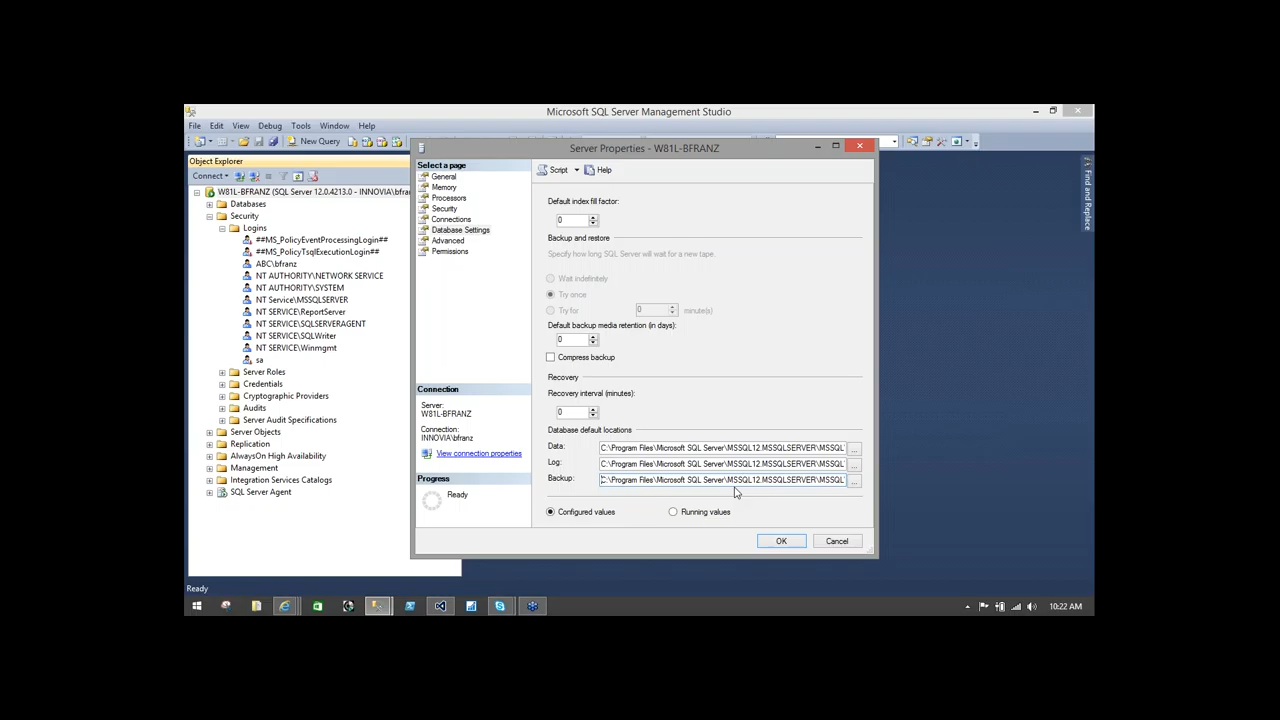 Microsoft SQL Server Management Studio
File Edit View Debug Tools Window Help
New Query
Object Explorer
Connect
W81L-BFRANZ (SQL Server 12.0.4213.0 - INNOVIA\bfran
Databases
Security
Logins
##MS_PolicyEventProcessingLogin##
##MS_PolicyTsqlExecutionLogin##
ABC\bfranz
NT AUTHORITY\NETWORK SERVICE
NT AUTHORITY\SYSTEM
NT Service\MSSQLSERVER
NT SERVICE\ReportServer
NT SERVICE\SQLSERVERAGENT
NT SERVICE\SQLWriter
NT SERVICE\Winmgmt
sa
Server Roles
Credentials
Cryptographic Providers
Audits
Server Audit Specifications
Server Objects
Replication
AlwaysOn High Availability
Management
Integration Services Catalogs
SQL Server Agent
Server Properties - W81L-BFRANZ
Select a page
General
Memory
Processors
Security
Connections
Database Settings
Advanced
Permissions
Connection
Server:
W81L-BFRANZ
Connection:
INNOVIA\bfranz
View connection properties
Progress
Ready
Script Help
Default index fill factor:
0
Backup and restore
Specify how long SQL Server will wait for a new tape.
Wait indefinitely
Try once
Try for 0 minute(s)
Default backup media retention (in days):
0
Compress backup
Recovery
Recovery interval (minutes):
0
Database default locations
Data: C:\Program Files\Microsoft SQL Server\MSSQL12.MSSQLSERVER\MSSQL\
Log: C:\Program Files\Microsoft SQL Server\MSSQL12.MSSQLSERVER\MSSQL\
Backup: C:\Program Files\Microsoft SQL Server\MSSQL12.MSSQLSERVER\MSSQL\
Configured values Running values
OK Cancel
Find and Replace
Ready
10:22 AM